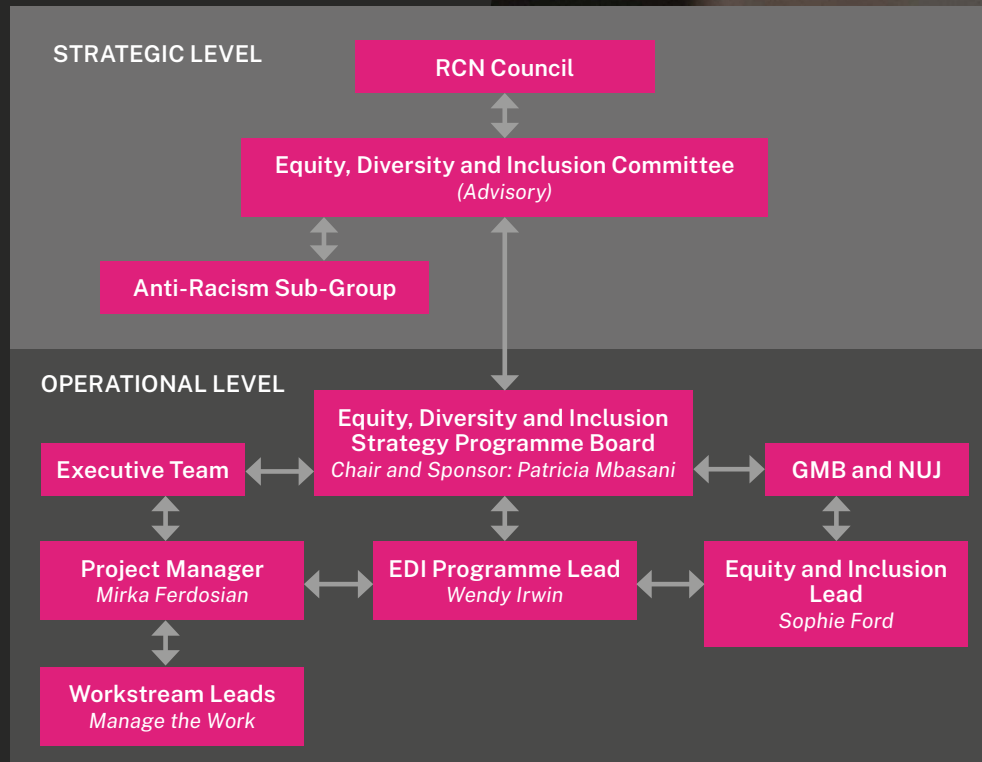 STRATEGIC LEVEL
RCN Council
Equity, Diversity and Inclusion Committee
(Advisory)
Anti-Racism Sub-Group
OPERATIONAL LEVEL
Equity, Diversity and Inclusion
Strategy Programme Board
Chair and Sponsor: Patricia Mbasani
Executive Team
GMB and NUJ
Project Manager
Mirka Ferdosian
EDI Programme Lead
Wendy Irwin
Equity and Inclusion
Lead
Sophie Ford
Workstream Leads
Manage the Work